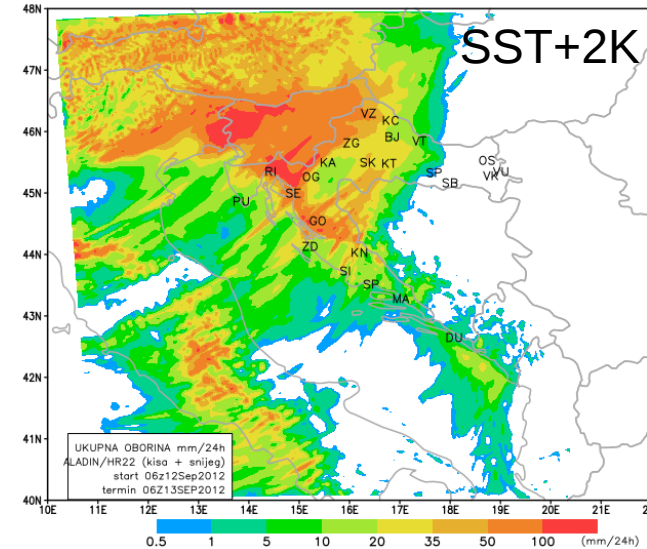 48N
SST+2K
47N
46N
45N
44N
43N
42N
41N
40N
VZ
KC
BJ
VT
ZG
KA
SK KT
OS
VU
VK
SP
SB
RI
OG
SE
PU
GO
ZD
KN
SI
SP
MA
DU
UKUPNA OBORINA mm/24h
ALADIN/HR22 (kisa + snijeg)
start 06z12Sep2012
termin 06Z13SEP2012
10E 11E 12E 13E 14E 15E 16E 17E 18E 19E 20E 21E
0.5 1 5 10 20 35 50 100 (mm/24h)